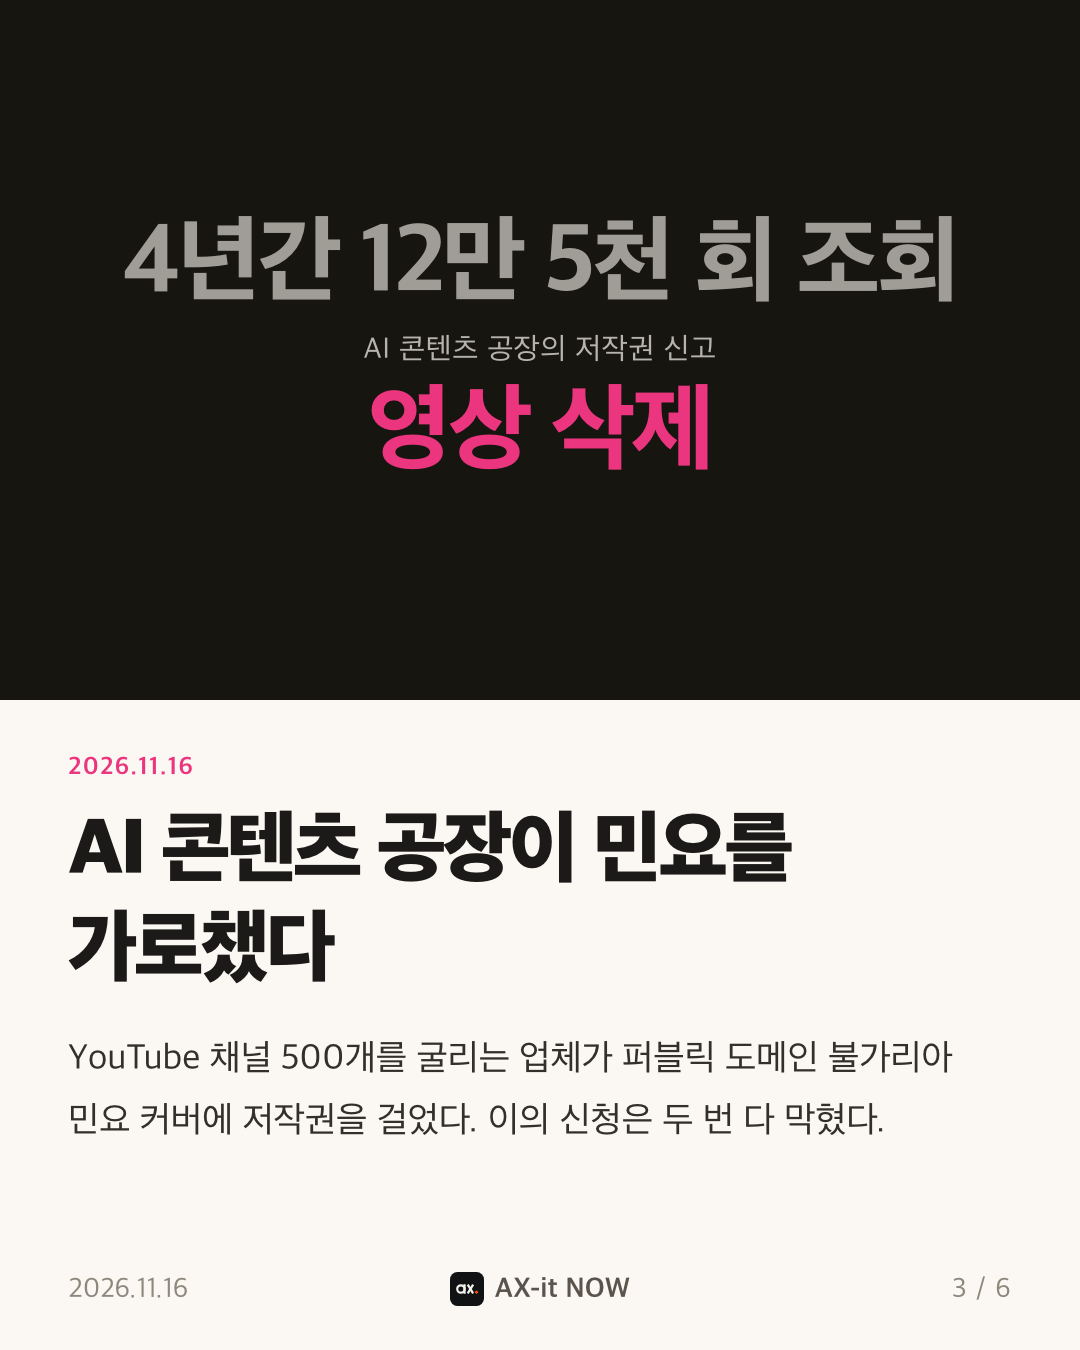 4년간 12만 5천 회 조회
AI 콘텐츠 공장의 저작권 신고
영상 삭제
2026.11.16
AI 콘텐츠 공장이 민요를
가로챘다
YouTube 채널 500개를 굴리는 업체가 퍼블릭 도메인 불가리아
민요 커버에 저작권을 걸었다. 이의 신청은 두 번 다 막혔다.
2026.11.16
ax. AX-it NOW
3 / 6